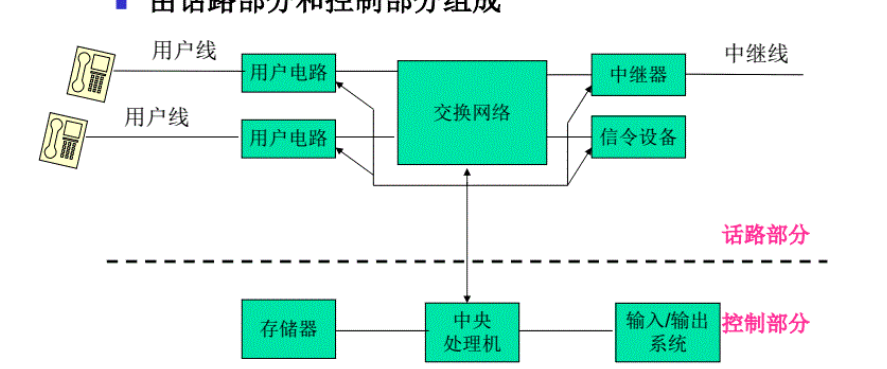 由话路部分和控制部分组成
用户线
用户电路
中继器
中继线
交换网络
用户线
用户电路
信令设备
话路部分
存储器
中央
处理机
输入/输出
系统
控制部分